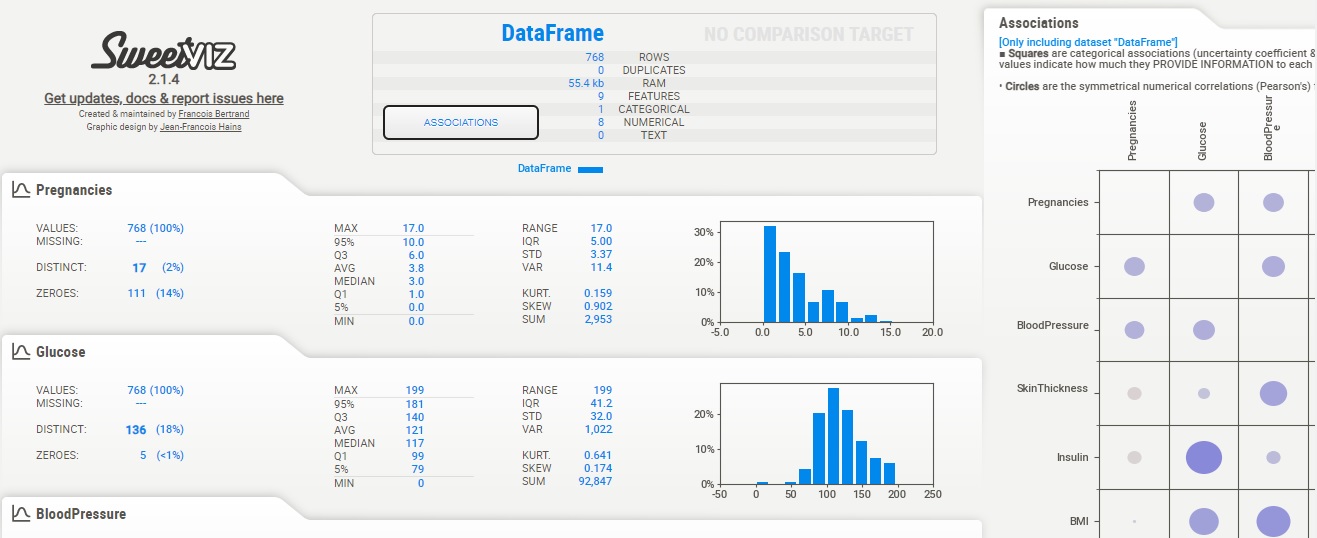 SweetVIZ
2.1.4
Get updates, docs & report issues here
Created & maintained by Francois Bertrand
Graphic design by Jean-Francois Hains
DataFrame NO COMPARISON TARGET
768 ROWS
0 DUPLICATES
55.4 kb RAM
9 FEATURES
1 CATEGORICAL
8 NUMERICAL
0 TEXT
ASSOCIATIONS
DataFrame
Pregnancies
VALUES: 768 (100%)
MISSING: ---
DISTINCT: 17 (2%)
ZEROES: 111 (14%)
MAX 17.0
95% 10.0
Q3 6.0
AVG 3.8
MEDIAN 3.0
Q1 1.0
5% 0.0
MIN 0.0
RANGE 17.0
IQR 5.00
STD 3.37
VAR 11.4
KURT. 0.159
SKEW 0.902
SUM 2,953
30%
20%
10%
0%
-5.0 0.0 5.0 10.0 15.0 20.0
Glucose
VALUES: 768 (100%)
MISSING: ---
DISTINCT: 136 (18%)
ZEROES: 5 (<1%)
MAX 199
95% 181
Q3 140
AVG 121
MEDIAN 117
Q1 99
5% 79
MIN 0
RANGE 199
IQR 41.2
STD 32.0
VAR 1,022
KURT. 0.641
SKEW 0.174
SUM 92,847
20%
10%
0%
-50 0 50 100 150 200 250
BloodPressure
Associations
[Only including dataset "DataFrame"]
■ Squares are categorical associations (uncertainty coefficient &
values indicate how much they PROVIDE INFORMATION to each
• Circles are the symmetrical numerical correlations (Pearson's)
Pregnancies
Glucose
BloodPressur
e
Pregnancies
Glucose
BloodPressure
SkinThickness
Insulin
BMI